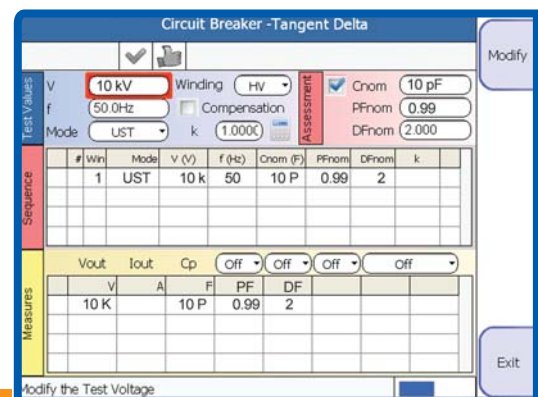 Circuit Breaker -Tangent Delta
Modify
Test Values
V 10 kV Winding HV
f 50.0Hz Compensation
Mode UST k (1.000
Assessment
Cnom 10 pF
PFnom 0.99
DFnom 2.000
Sequence
# Win Mode V (V) f (Hz) Cnom (F) PFnom DFnom k
1 UST 10 k 50 10 P 0.99 2
Measures
Vout Iout Cp Off Off Off Off
V A F PF DF
10 K 10 P 0.99 2
Exit
Modify the Test Voltage